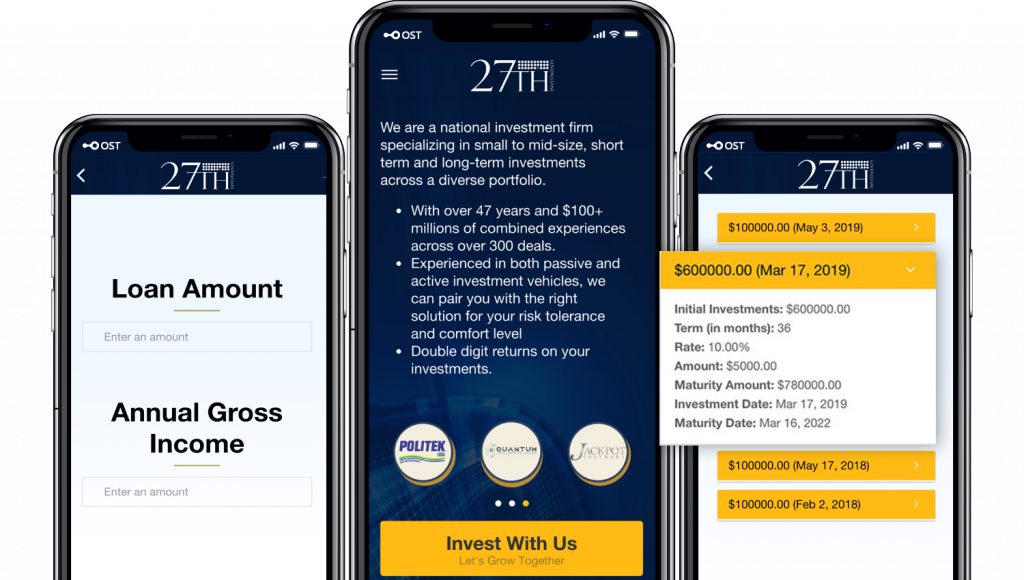 OST
27TH
INVESTMENTS
Loan Amount
Enter an amount
Annual Gross
Income
Enter an amount
OST
27TH
INVESTMENTS
We are a national investment firm
specializing in small to mid-size, short
term and long-term investments
across a diverse portfolio.
• With over 47 years and $100+
millions of combined experiences
across over 300 deals.
• Experienced in both passive and
active investment vehicles, we
can pair you with the right
solution for your risk tolerance
and comfort level
• Double digit returns on your
investments.
POLITEK
USA
QUANTUM
JACKPOT
Invest With Us
Let's Grow Together
OST
27TH
INVESTMENTS
$100000.00 (May 3, 2019)
$600000.00 (Mar 17, 2019)
Initial Investments: $600000.00
Term (in months): 36
Rate: 10.00%
Amount: $5000.00
Maturity Amount: $780000.00
Investment Date: Mar 17, 2019
Maturity Date: Mar 16, 2022
$100000.00 (May 17, 2018)
$100000.00 (Feb 2, 2018)